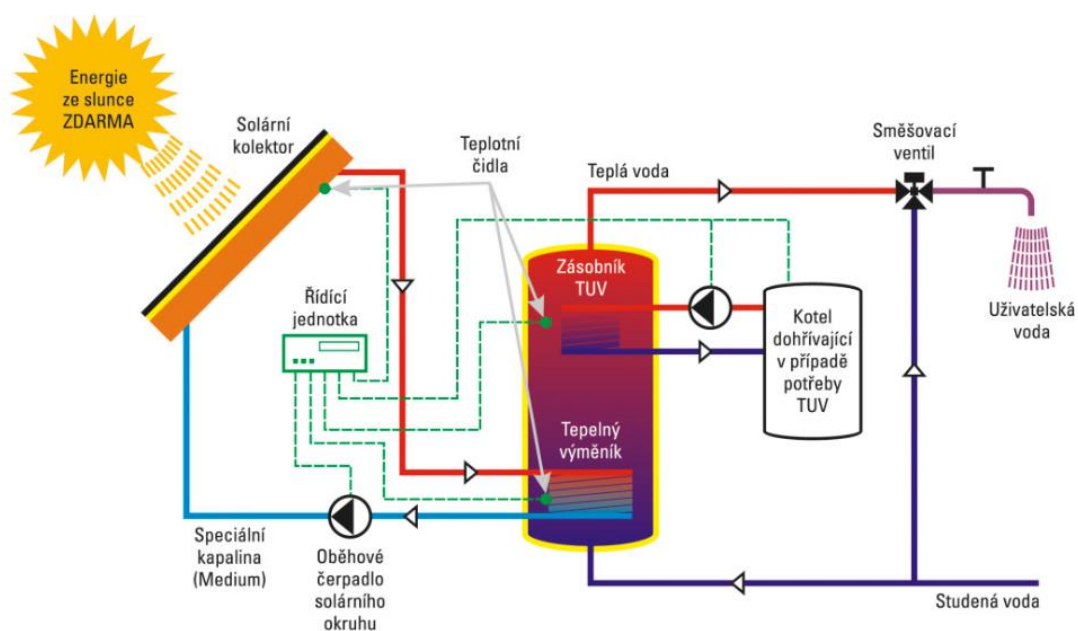 Energie
ze slunce
ZDARMA
Solární
kolektor
Teplotní
čidla
Teplá voda
Směšovací
ventil
Zásobník
TUV
Řídící
jednotka
Kotel
dohřívající
v případě
potřeby
TUV
Uživatelská
voda
Tepelný
výměník
Speciální
kapalina
(Medium)
Oběhové
čerpadlo
solárního
okruhu
Studená voda